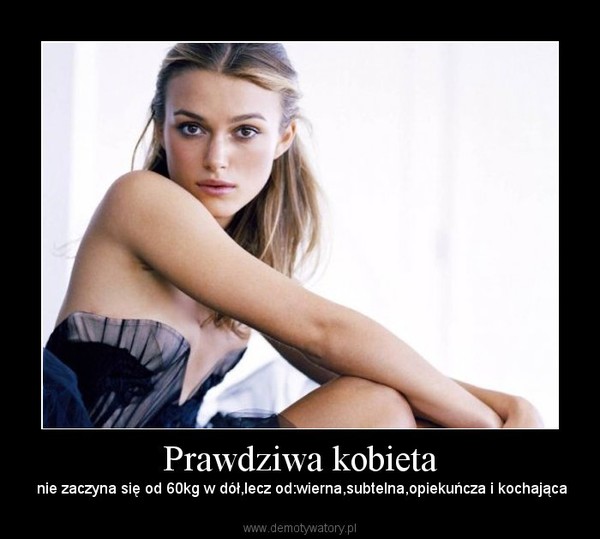 Prawdziwa kobieta
nie zaczyna się od 60kg w dół,lecz od:wierna,subtelna,opiekuńcza i kochająca
www.demotywatory.pl